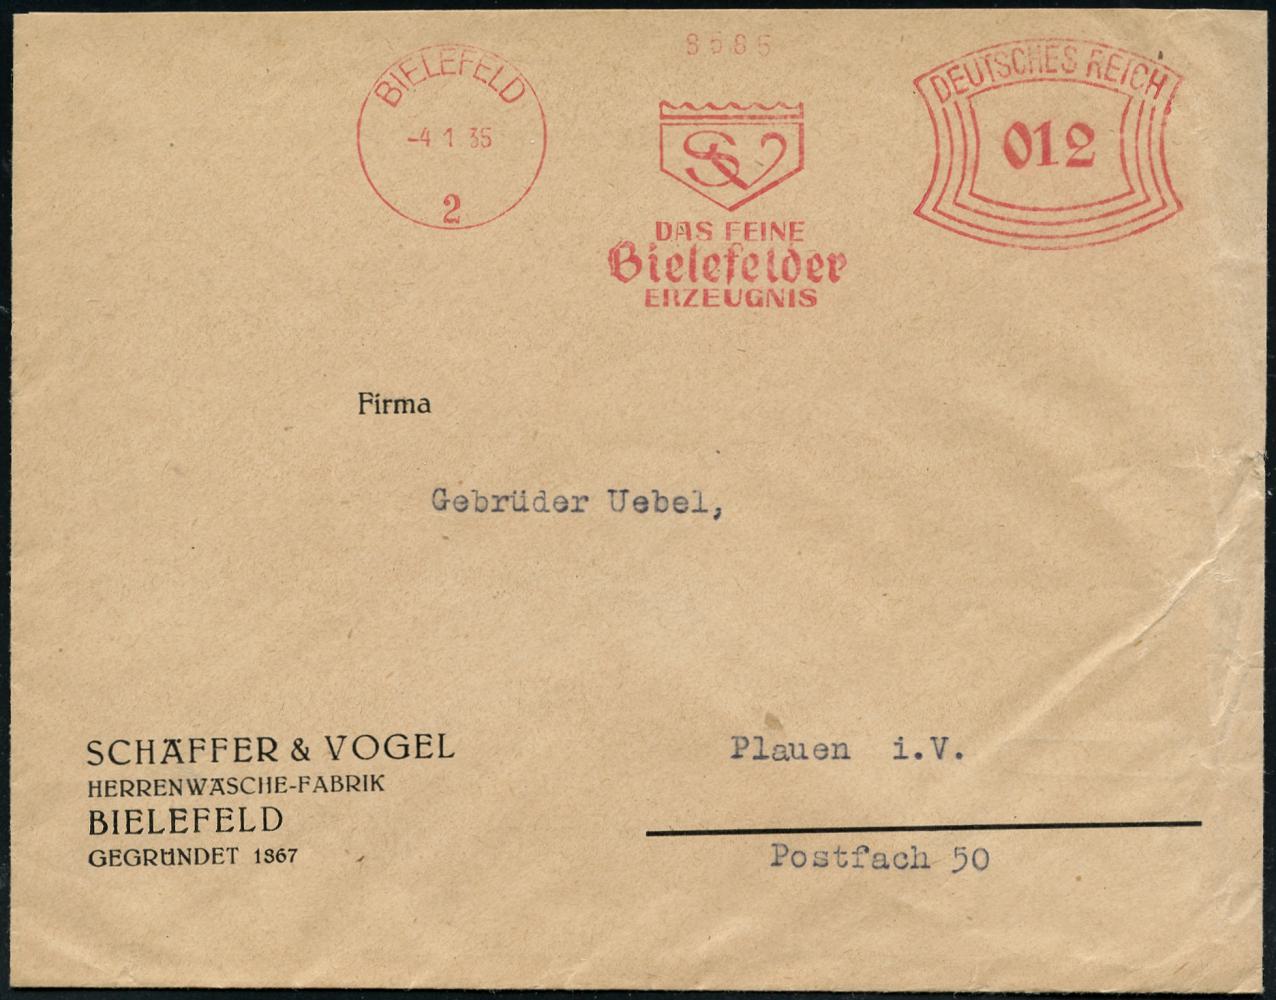 8585
BIELEFELD
-4 1 35
2
SV
DAS FEINE
Bielefelder
ERZEUGNIS
DEUTSCHES REICH
012
Firma
Gebrüder Uebel,
Plauen i.V.
Postfach 50
SCHÄFFER & VOGEL
HERRENWÄSCHE-FABRIK
BIELEFELD
GEGRÜNDET 1867